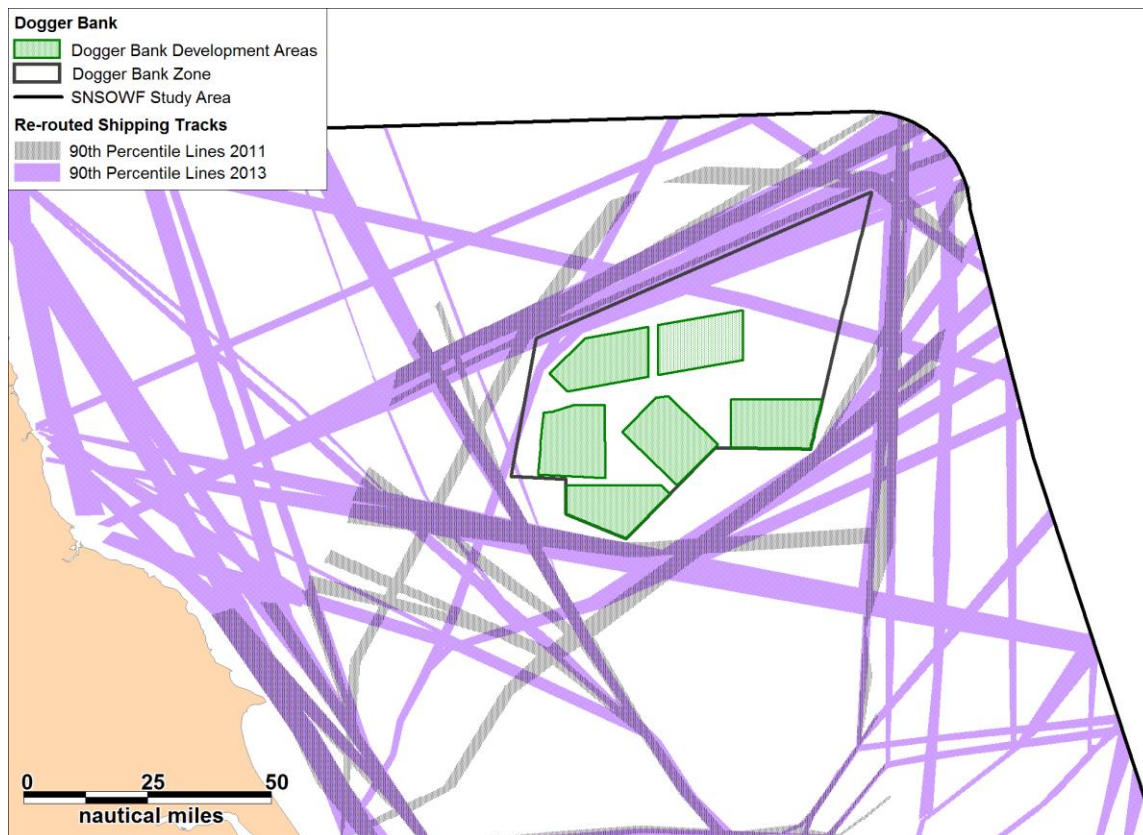 Dogger Bank
Dogger Bank Development Areas
Dogger Bank Zone
SNSOWF Study Area
Re-routed Shipping Tracks
90th Percentile Lines 2011
90th Percentile Lines 2013
0 25 50
nautical miles